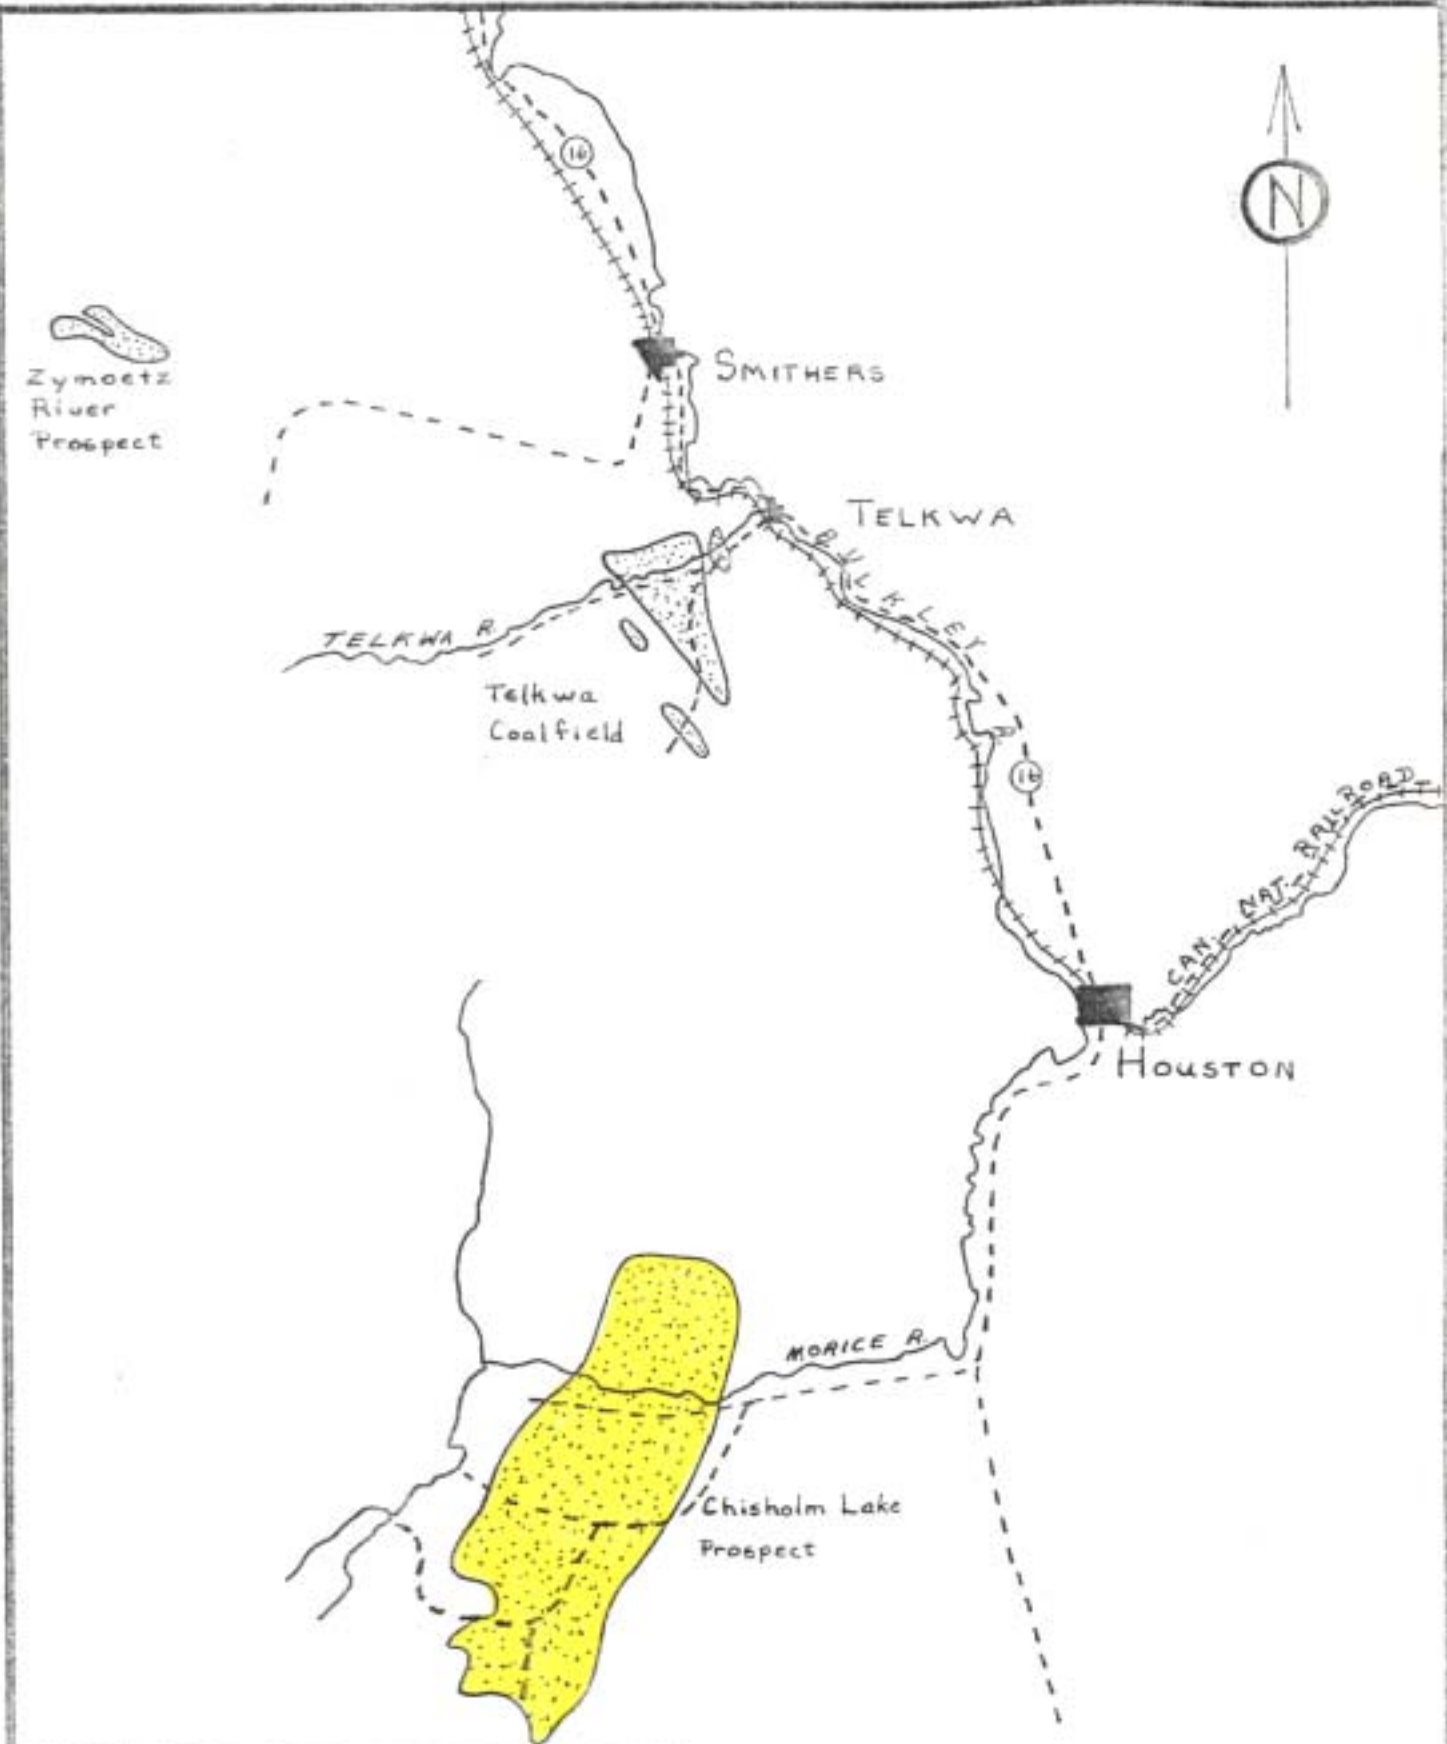 16
N
Zymoetz
River
Prospect
SMITHERS
TELKWA
BULKLEY R.
TELKWA R.
Telkwa
Coalfield
16
CAN. NAT. RAILROAD
HOUSTON
MORICE R.
Chisholm Lake
Prospect